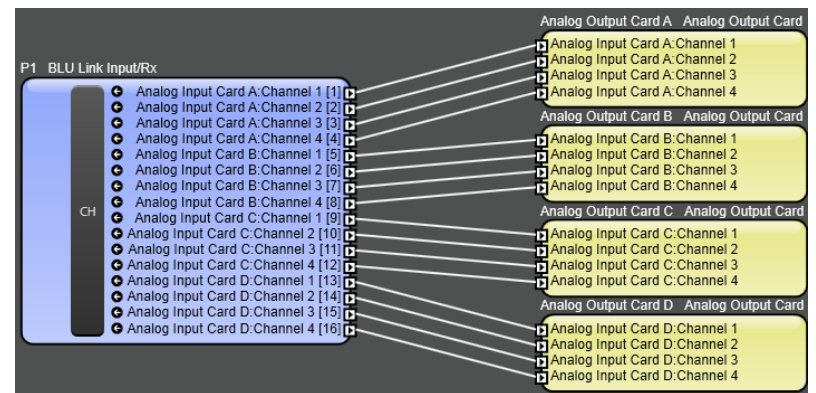 P1 BLU Link Input/Rx
CH
Analog Input Card A:Channel 1 [1]
Analog Input Card A:Channel 2 [2]
Analog Input Card A:Channel 3 [3]
Analog Input Card A:Channel 4 [4]
Analog Input Card B:Channel 1 [5]
Analog Input Card B:Channel 2 [6]
Analog Input Card B:Channel 3 [7]
Analog Input Card B:Channel 4 [8]
Analog Input Card C:Channel 1 [9]
Analog Input Card C:Channel 2 [10]
Analog Input Card C:Channel 3 [11]
Analog Input Card C:Channel 4 [12]
Analog Input Card D:Channel 1 [13]
Analog Input Card D:Channel 2 [14]
Analog Input Card D:Channel 3 [15]
Analog Input Card D:Channel 4 [16]
Analog Output Card A Analog Output Card
Analog Input Card A:Channel 1
Analog Input Card A:Channel 2
Analog Input Card A:Channel 3
Analog Input Card A:Channel 4
Analog Output Card B Analog Output Card
Analog Input Card B:Channel 1
Analog Input Card B:Channel 2
Analog Input Card B:Channel 3
Analog Input Card B:Channel 4
Analog Output Card C Analog Output Card
Analog Input Card C:Channel 1
Analog Input Card C:Channel 2
Analog Input Card C:Channel 3
Analog Input Card C:Channel 4
Analog Output Card D Analog Output Card
Analog Input Card D:Channel 1
Analog Input Card D:Channel 2
Analog Input Card D:Channel 3
Analog Input Card D:Channel 4